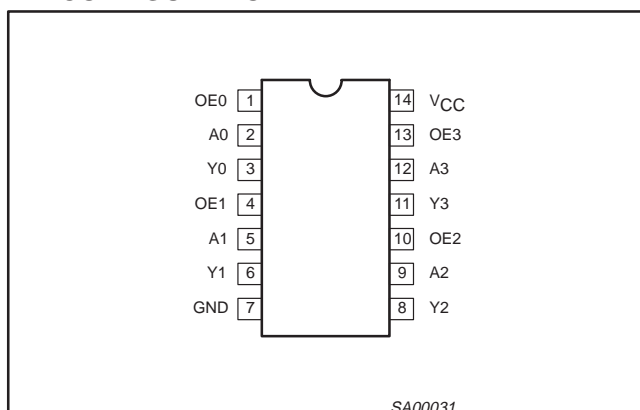 OE0 1 14 VCC
A0 2 13 OE3
Y0 3 12 A3
OE1 4 11 Y3
A1 5 10 OE2
Y1 6 9 A2
GND 7 8 Y2
SA00031